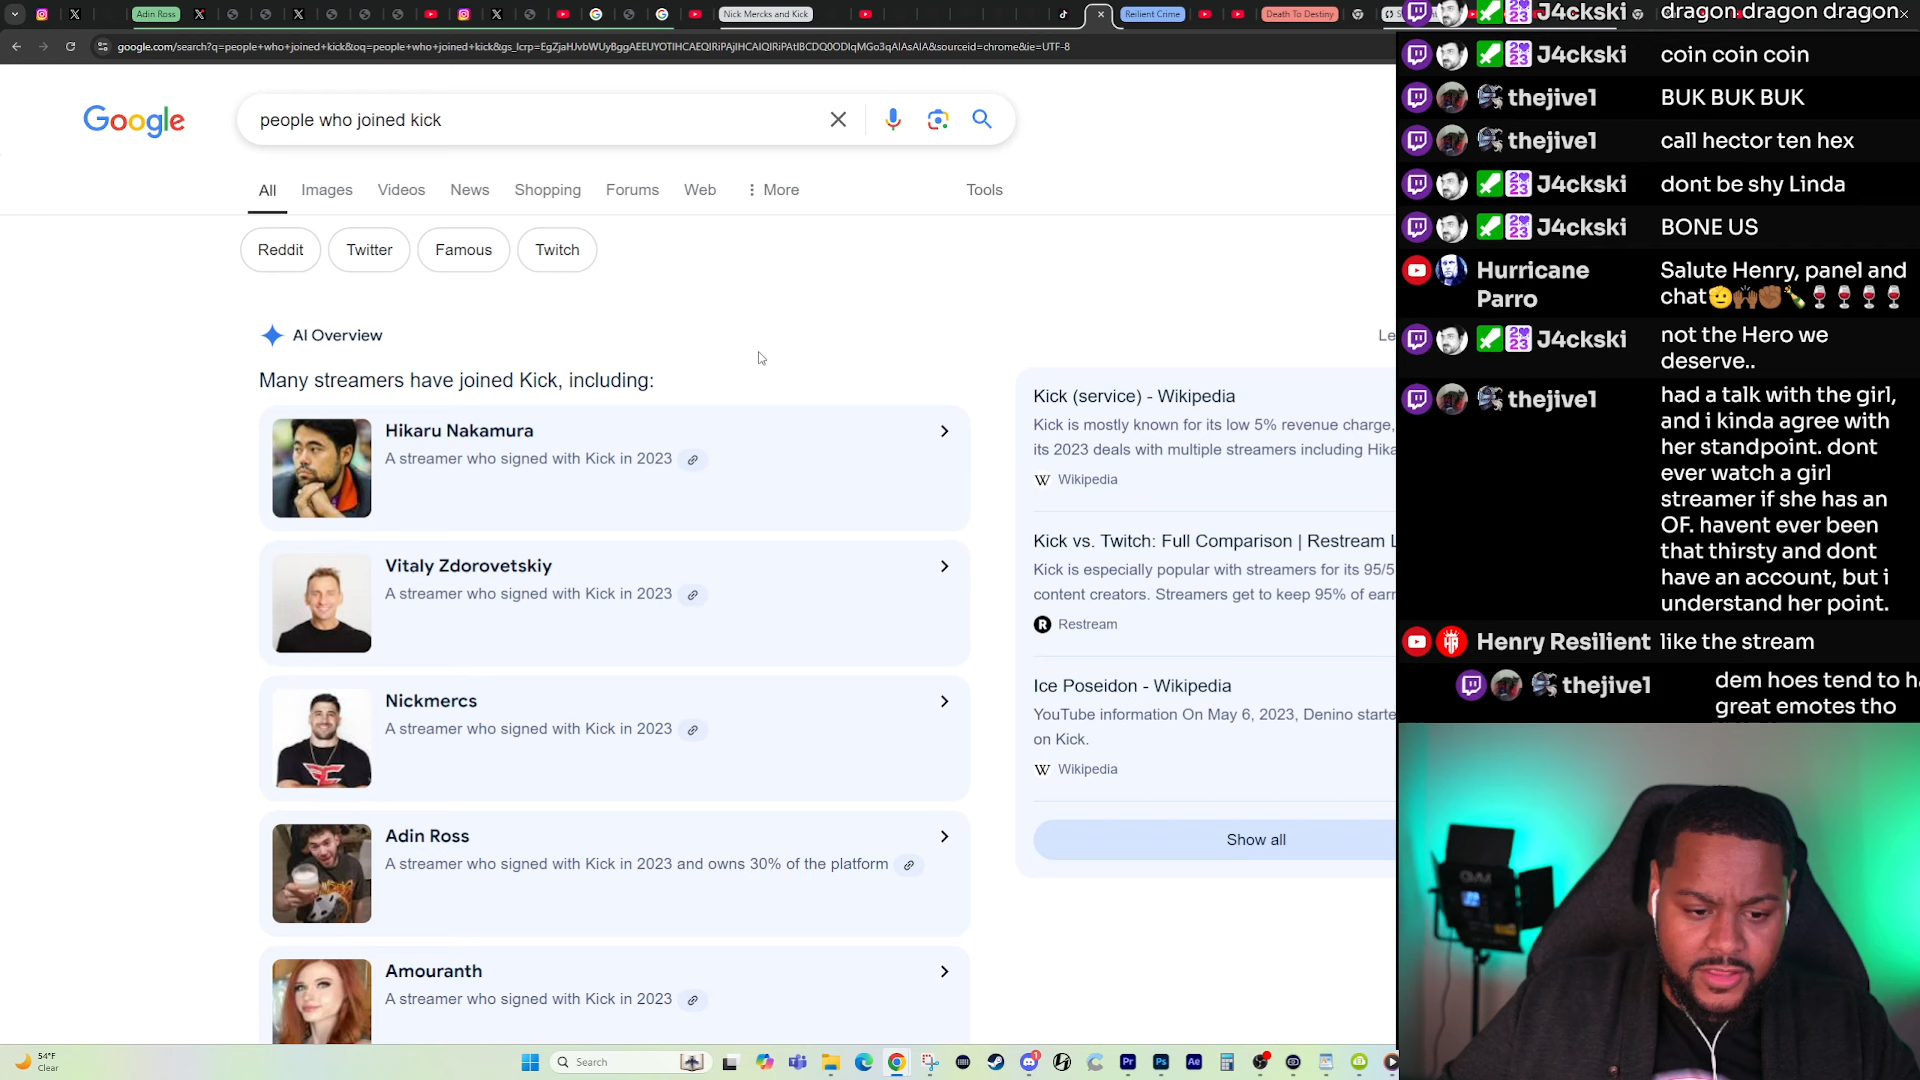 Adin Ross
Nick Mercks and Kick
Reilient Crime
Death To Destiny
google.com/search?q=people+who+joined+kick&oq=people+who+joined+kick&gs_lcrp=EgZjaHJvbWUyBggAEEUYOTIHCAEQIRiPAjIHCAIQIRiPAtIBCDQ0ODlqMGo3qAIAsAIA&sourceid=chrome&ie=UTF-8
Google
people who joined kick
All
Images
Videos
News
Shopping
Forums
Web
More
Tools
Reddit
Twitter
Famous
Twitch
AI Overview
Many streamers have joined Kick, including:
Hikaru Nakamura
A streamer who signed with Kick in 2023
Vitaly Zdorovetskiy
A streamer who signed with Kick in 2023
Nickmercs
A streamer who signed with Kick in 2023
Adin Ross
A streamer who signed with Kick in 2023 and owns 30% of the platform
Amouranth
A streamer who signed with Kick in 2023
Le
Kick (service) - Wikipedia
Kick is mostly known for its low 5% revenue charge,
its 2023 deals with multiple streamers including Hika
Wikipedia
Kick vs. Twitch: Full Comparison | Restream
Kick is especially popular with streamers for its 95/5
content creators. Streamers get to keep 95% of earn
Restream
Ice Poseidon - Wikipedia
YouTube information On May 6, 2023, Denino starte
on Kick.
Wikipedia
Show all
J4ckski dragon dragon dragon
J4ckski coin coin coin
thejive1 BUK BUK BUK
thejive1 call hector ten hex
J4ckski dont be shy Linda
J4ckski BONE US
Hurricane Salute Henry, panel and
Parro chat🫡🙌🏾✊🏾🍾🍷🍷🍷🍷
J4ckski not the Hero we
deserve..
thejive1 had a talk with the girl,
and i kinda agree with
her standpoint. dont
ever watch a girl
streamer if she has an
OF. havent ever been
that thirsty and dont
have an account, but i
understand her point.
Henry Resilient like the stream
thejive1 dem hoes tend to ha
great emotes tho
54°F
Clear
Search